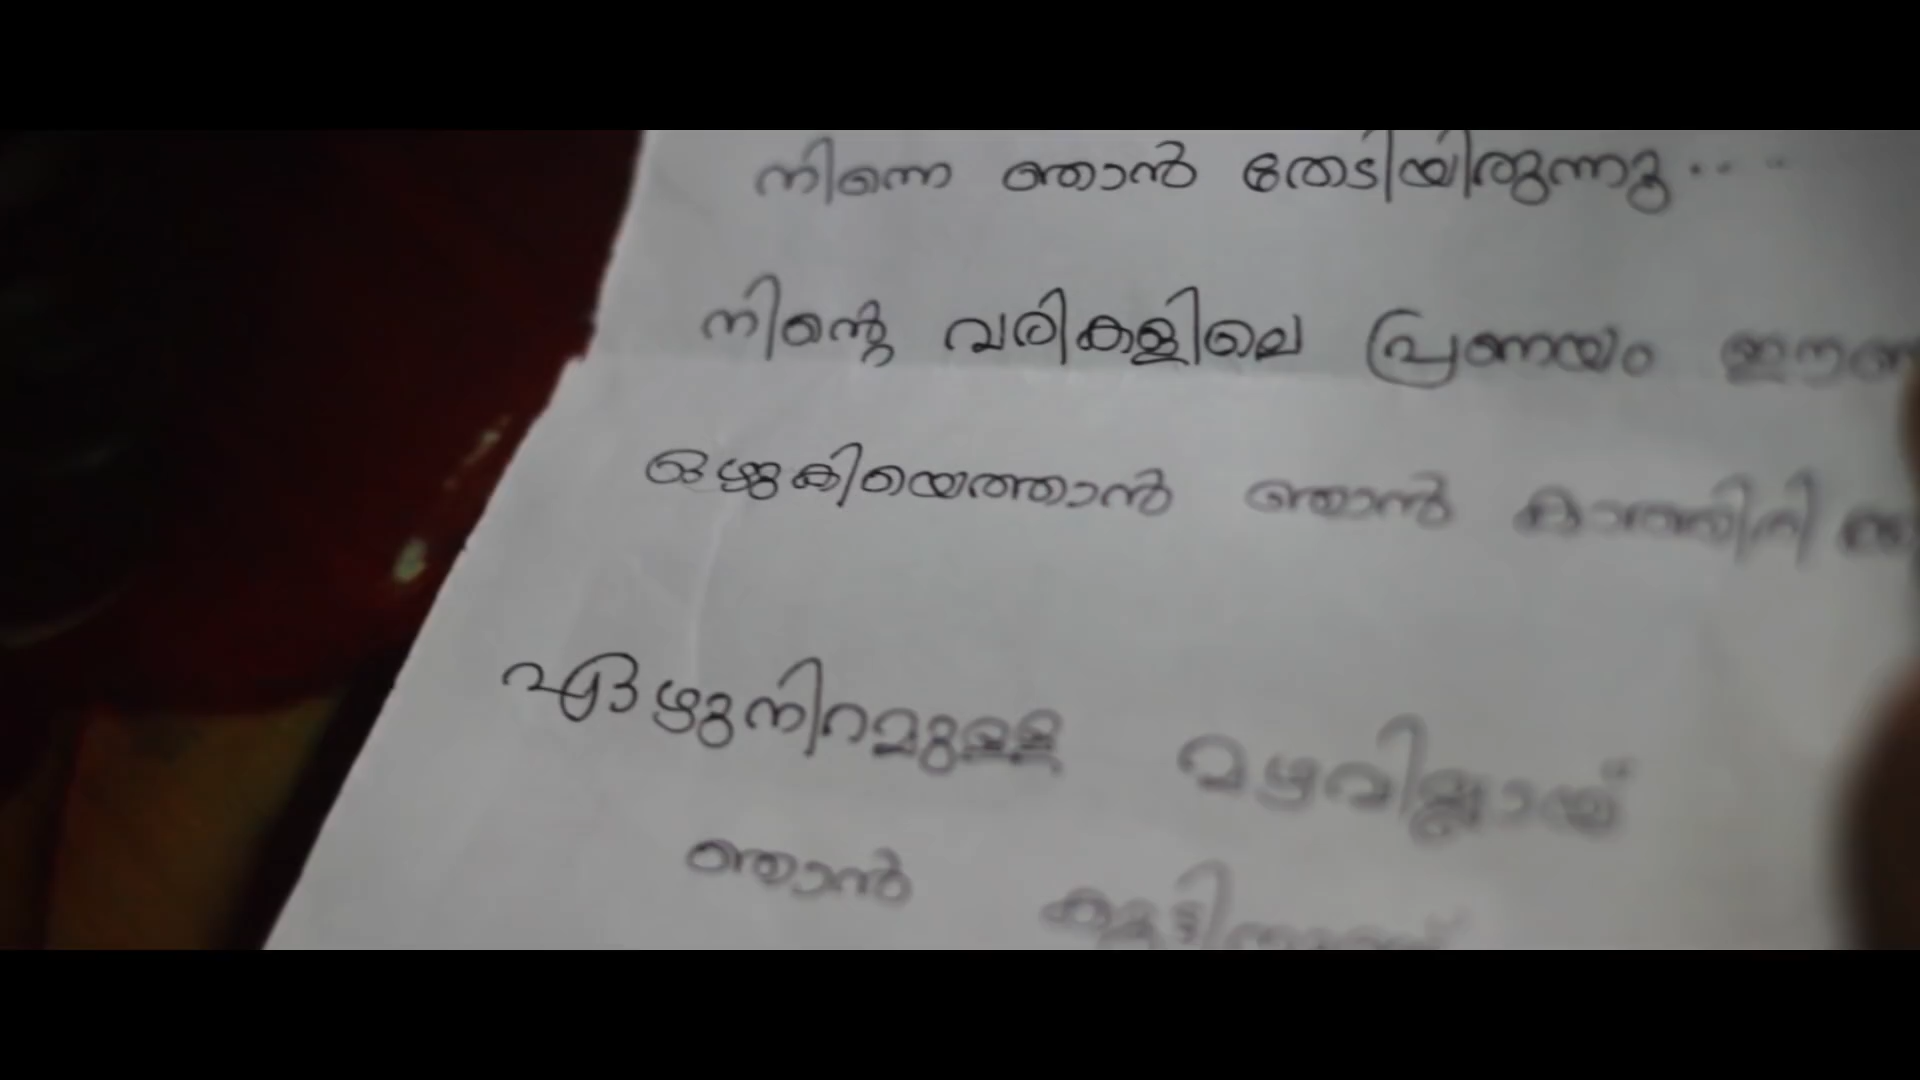 നിന്നെ ഞാൻ തേടിയിരുന്നു....
നിന്റെ വരികളിലെ പ്രണയം
ഒഴുകിയെത്താൻ ഞാൻ
ഏഴുനിറമുള്ള മഴവില്ലായ്
ഞാൻ